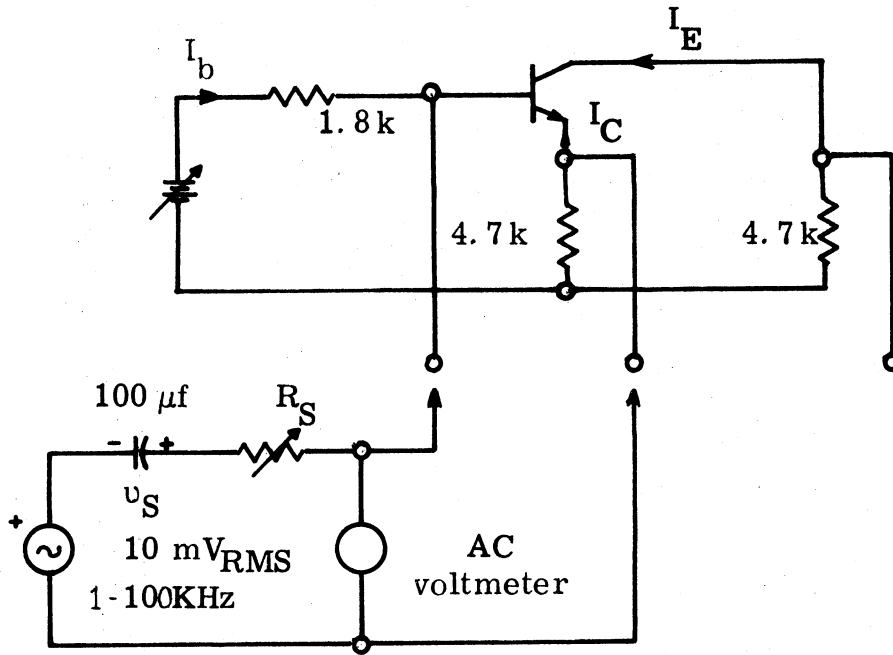 I_E
I_b
1.8k
I_C
4.7k
4.7k
100 μf
R_S
- +
υ_S
+
10 mV_RMS
AC
voltmeter
1-100KHz